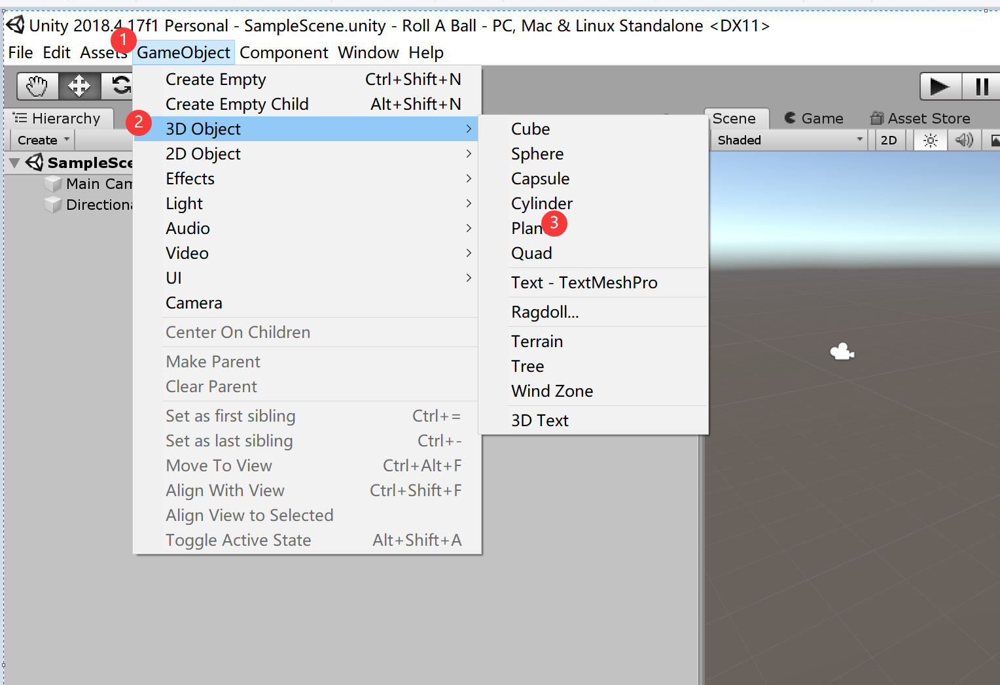 Unity 2018.4.17f1 Personal - SampleScene.unity - Roll A Ball - PC, Mac & Linux Standalone <DX11>
File Edit Assets GameObject Component Window Help
1
Create Empty Ctrl+Shift+N
Create Empty Child Alt+Shift+N
2
3D Object
2D Object
Effects
Light
Audio
Video
UI
Camera
Center On Children
Make Parent
Clear Parent
Set as first sibling Ctrl+=
Set as last sibling Ctrl+-
Move To View Ctrl+Alt+F
Align With View Ctrl+Shift+F
Align View to Selected
Toggle Active State Alt+Shift+A
Cube
Sphere
Capsule
Cylinder
Plan
3
Quad
Text - TextMeshPro
Ragdoll...
Terrain
Tree
Wind Zone
3D Text
Hierarchy
Create
SampleSce
Main Cam
Directiona
Scene Game Asset Store
Shaded 2D